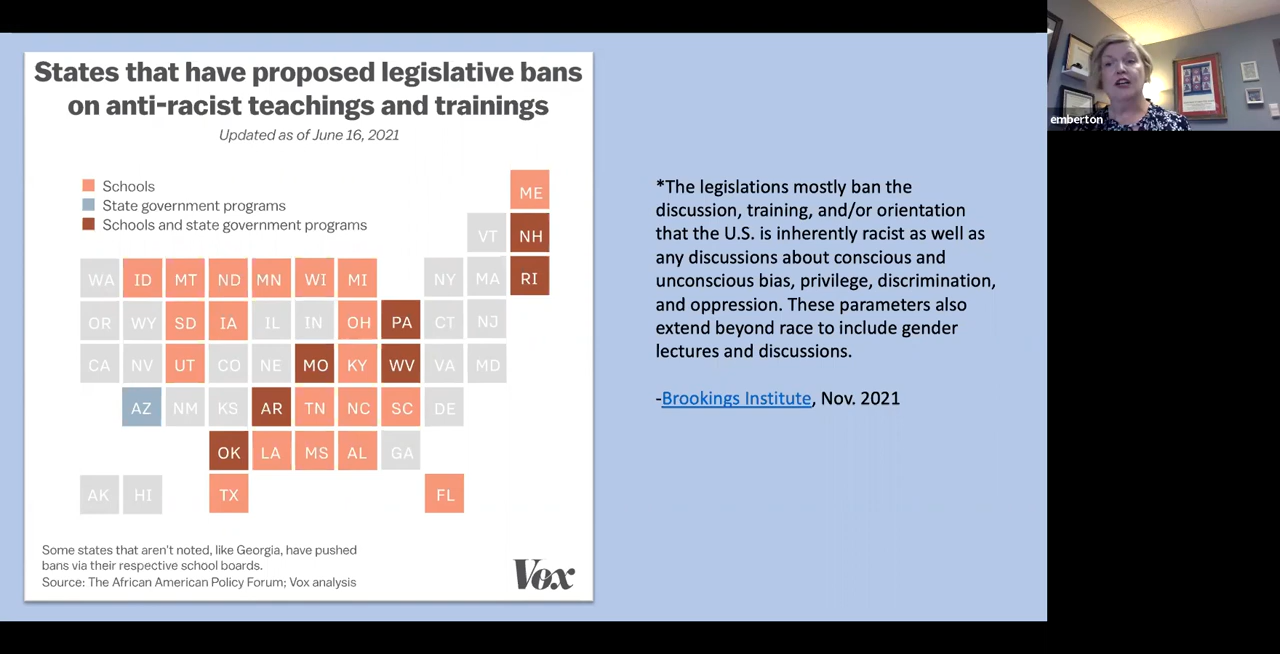 States that have proposed legislative bans
on anti-racist teachings and trainings
Updated as of June 16, 2021
Schools
State government programs
Schools and state government programs
ME
VT NH
WA ID MT ND MN WI MI NY MA RI
OR WY SD IA IL IN OH PA CT NJ
CA NV UT CO NE MO KY WV VA MD
AZ NM KS AR TN NC SC DE
OK LA MS AL GA
AK HI TX FL
Some states that aren't noted, like Georgia, have pushed
bans via their respective school boards.
Source: The African American Policy Forum; Vox analysis
Vox
*The legislations mostly ban the
discussion, training, and/or orientation
that the U.S. is inherently racist as well as
any discussions about conscious and
unconscious bias, privilege, discrimination,
and oppression. These parameters also
extend beyond race to include gender
lectures and discussions.
-Brookings Institute, Nov. 2021
emberton